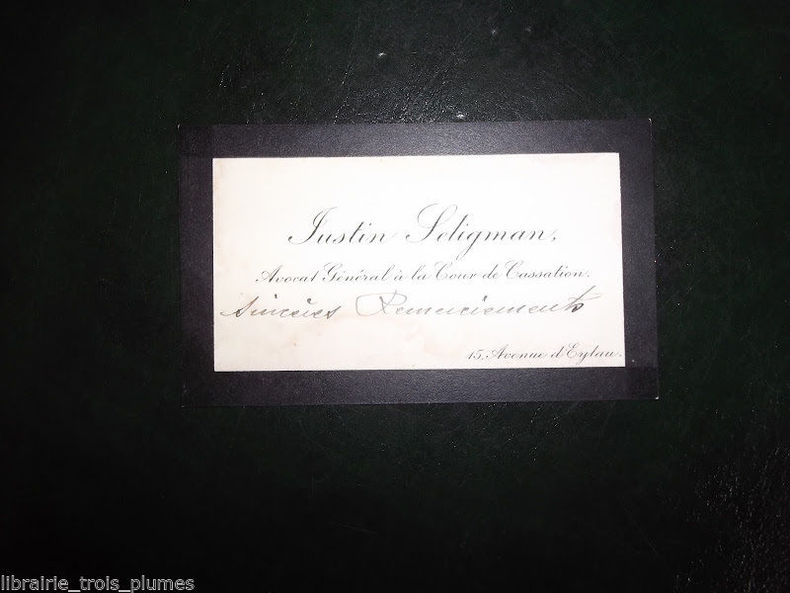 Justin Seligman,
Avocat Général à la Cour de Cassation.
sincères Remerciements
15, Avenue d'Eylau.
librairie_trois_plumes